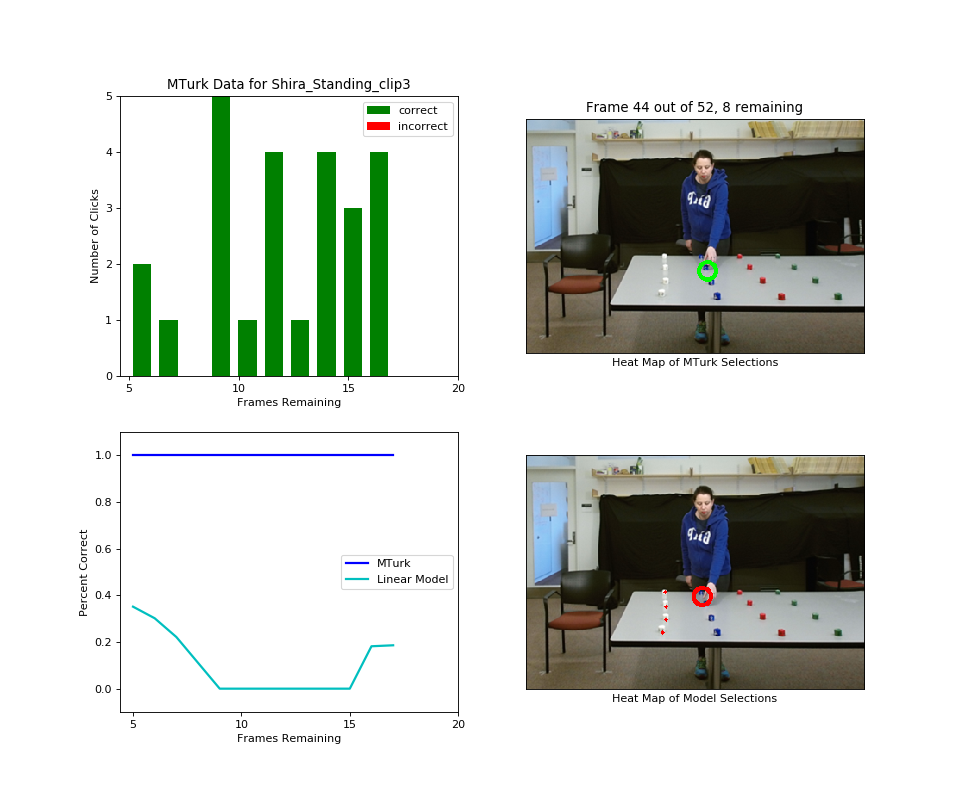 MTurk Data for Shira_Standing_clip3
5
4
3
2
1
0
Number of Clicks
correct
incorrect
5
10
15
20
Frames Remaining
Frame 44 out of 52, 8 remaining
Heat Map of MTurk Selections
1.0
0.8
0.6
0.4
0.2
0.0
Percent Correct
MTurk
Linear Model
5
10
15
20
Frames Remaining
Heat Map of Model Selections